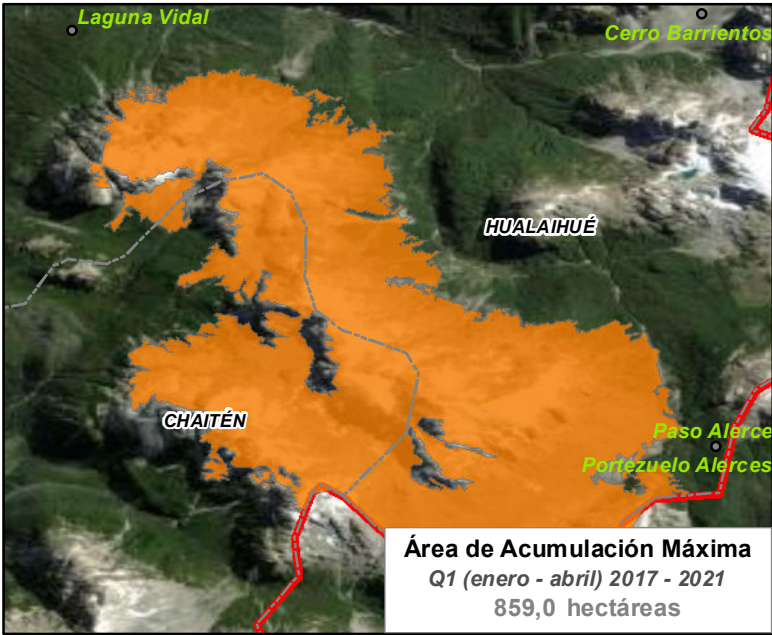 Laguna Vidal
Cerro Barrientos
HUALAIHUÉ
CHAITÉN
Paso Alerce
Portezuelo Alerces
Área de Acumulación Máxima
Q1 (enero - abril) 2017 - 2021
859,0 hectáreas